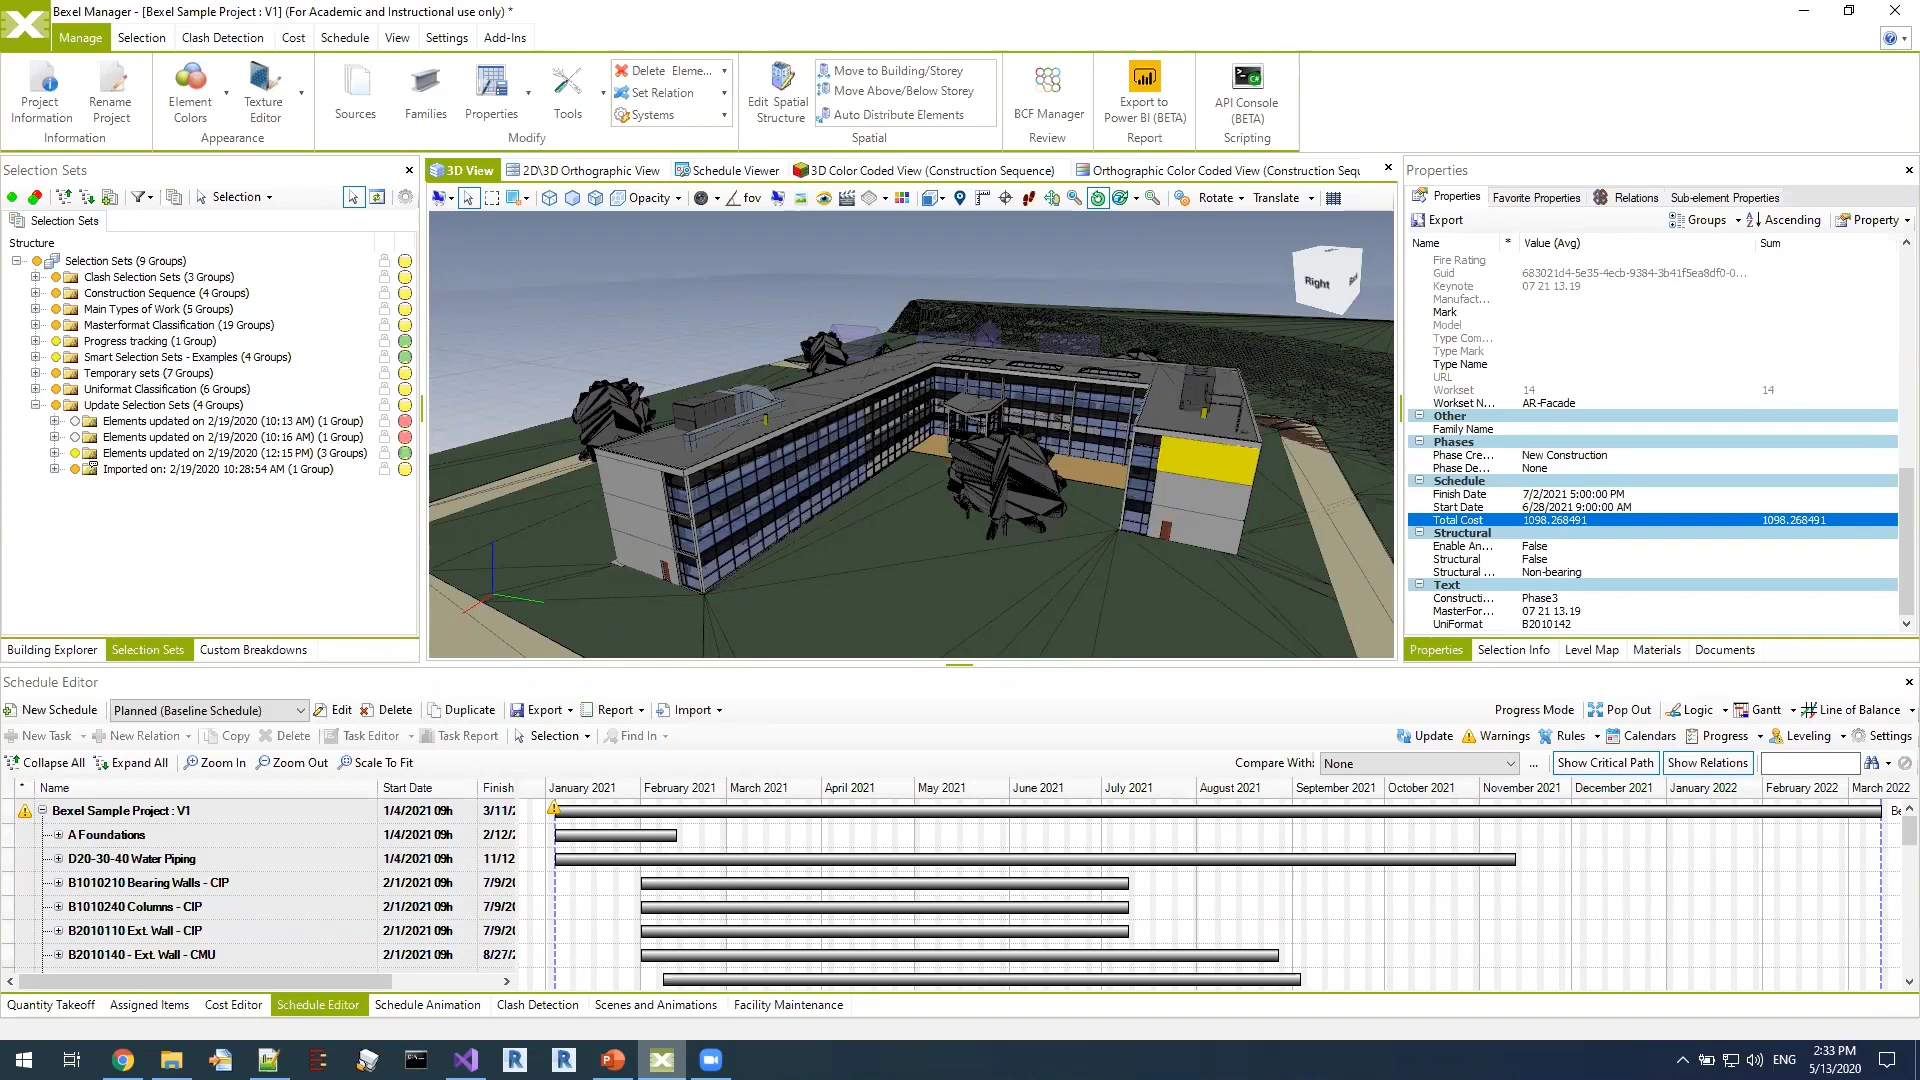 Bexel Manager - [Bexel Sample Project : V1] (For Academic and Instructional use only) *
Manage Selection Clash Detection Cost Schedule View Settings Add-Ins
Project Information
Rename Project
Information
Element Colors
Texture Editor
Appearance
Sources
Families
Properties
Tools
Delete Eleme...
Set Relation
Systems
Modify
Edit Spatial Structure
Move to Building/Storey
Move Above/Below Storey
Auto Distribute Elements
Spatial
BCF Manager
Review
Export to Power BI (BETA)
Report
API Console (BETA)
Scripting
Selection Sets
Selection
Selection Sets
Structure
Selection Sets (9 Groups)
Clash Selection Sets (3 Groups)
Construction Sequence (4 Groups)
Main Types of Work (5 Groups)
Masterformat Classification (19 Groups)
Progress tracking (1 Group)
Smart Selection Sets - Examples (4 Groups)
Temporary sets (7 Groups)
Uniformat Classification (6 Groups)
Update Selection Sets (4 Groups)
Elements updated on 2/19/2020 (10:13 AM) (1 Group)
Elements updated on 2/19/2020 (10:16 AM) (1 Group)
Elements updated on 2/19/2020 (12:15 PM) (3 Groups)
Imported on: 2/19/2020 10:28:54 AM (1 Group)
Building Explorer Selection Sets Custom Breakdowns
3D View 2D\3D Orthographic View Schedule Viewer 3D Color Coded View (Construction Sequence) Orthographic Color Coded View (Construction Sequ
Opacity fov Rotate Translate
Right
Properties
Properties Favorite Properties Relations Sub-element Properties
Export Groups Ascending Property
Name * Value (Avg) Sum
Fire Rating
Guid 683021d4-5e35-4ecb-9384-3b41f5ea8df0-0...
Keynote 07 21 13.19
Manufact...
Mark
Model
Type Com...
Type Mark
Type Name
URL
Workset 14 14
Workset N... AR-Facade
Other
Family Name
Phases
Phase Cre... New Construction
Phase De... None
Schedule
Finish Date 7/2/2021 5:00:00 PM
Start Date 6/28/2021 9:00:00 AM
Total Cost 1098.268491 1098.268491
Structural
Enable An... False
Structural False
Structural ... Non-bearing
Text
Constructi... Phase3
MasterFor... 07 21 13.19
UniFormat B2010142
Properties Selection Info Level Map Materials Documents
Schedule Editor
New Schedule Planned (Baseline Schedule) Edit Delete Duplicate Export Report Import Progress Mode Pop Out Logic Gantt Line of Balance
New Task New Relation Copy Delete Task Editor Task Report Selection Find In Update Warnings Rules Calendars Progress Leveling Settings
Collapse All Expand All Zoom In Zoom Out Scale To Fit Compare With: None ... Show Critical Path Show Relations
* Name Start Date Finish January 2021 February 2021 March 2021 April 2021 May 2021 June 2021 July 2021 August 2021 September 2021 October 2021 November 2021 December 2021 January 2022 February 2022 March 2022
Bexel Sample Project : V1 1/4/2021 09h 3/11/2 Be
A Foundations 1/4/2021 09h 2/12/2
D20-30-40 Water Piping 1/4/2021 09h 11/12
B1010210 Bearing Walls - CIP 2/1/2021 09h 7/9/20
B1010240 Columns - CIP 2/1/2021 09h 7/9/20
B2010110 Ext. Wall - CIP 2/1/2021 09h 7/9/20
B2010140 - Ext. Wall - CMU 2/1/2021 09h 8/27/2
Quantity Takeoff Assigned Items Cost Editor Schedule Editor Schedule Animation Clash Detection Scenes and Animations Facility Maintenance
ENG
2:33 PM
5/13/2020